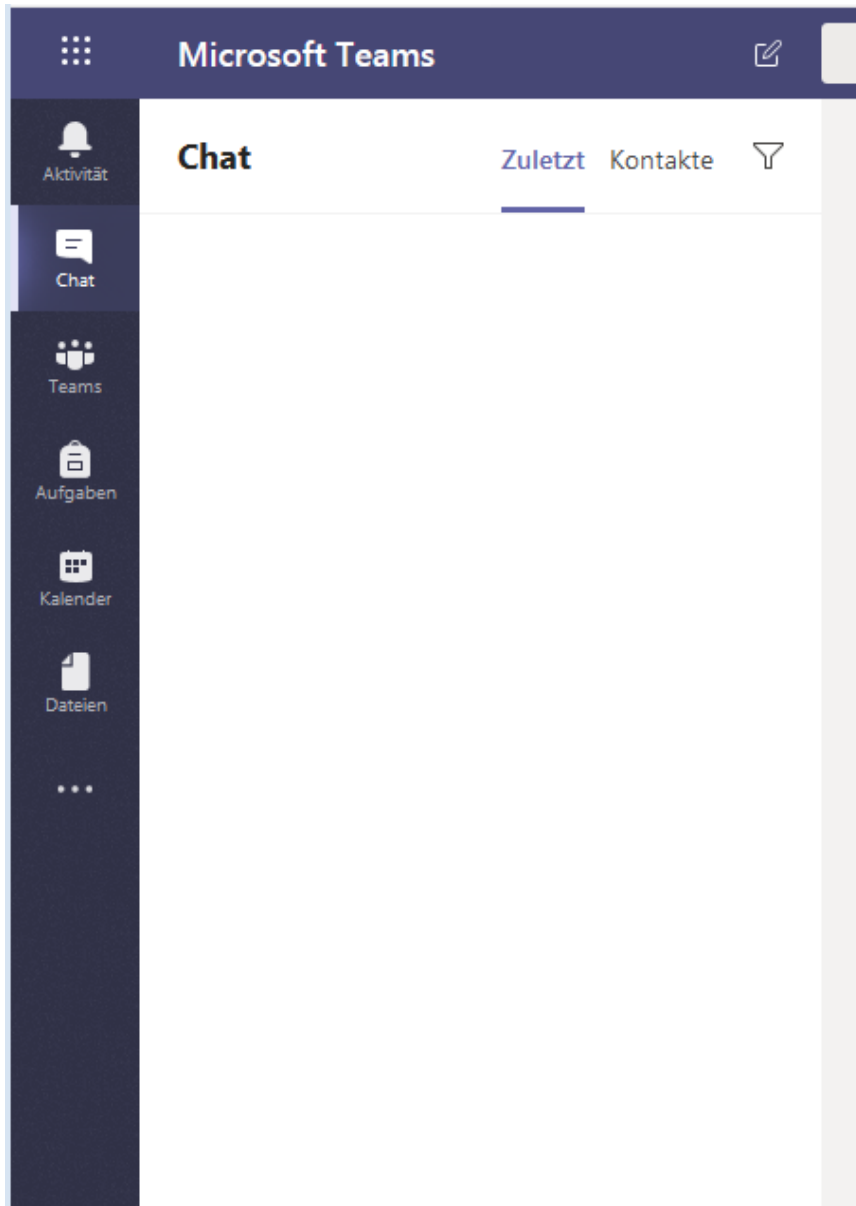 Microsoft Teams
Chat
Zuletzt Kontakte
Aktivität
Chat
Teams
Aufgaben
Kalender
Dateien